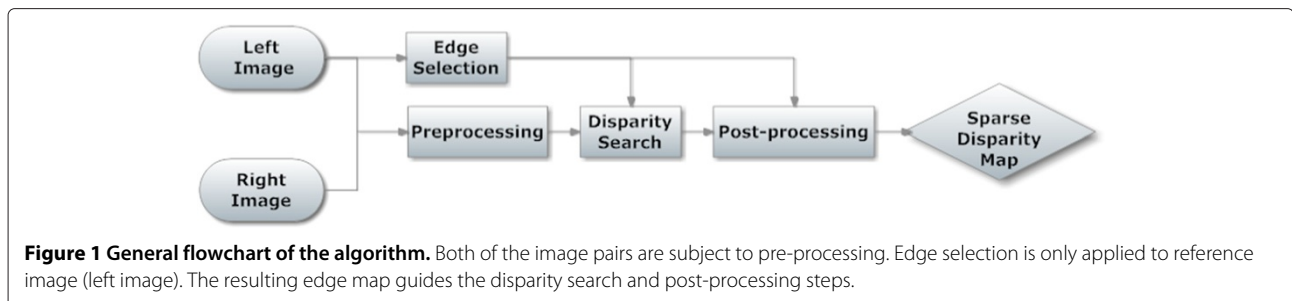 Left
Image
Edge
Selection
Preprocessing
Disparity
Search
Post-processing
Sparse
Disparity
Map
Right
Image
Figure 1 General flowchart of the algorithm. Both of the image pairs are subject to pre-processing. Edge selection is only applied to reference
image (left image). The resulting edge map guides the disparity search and post-processing steps.